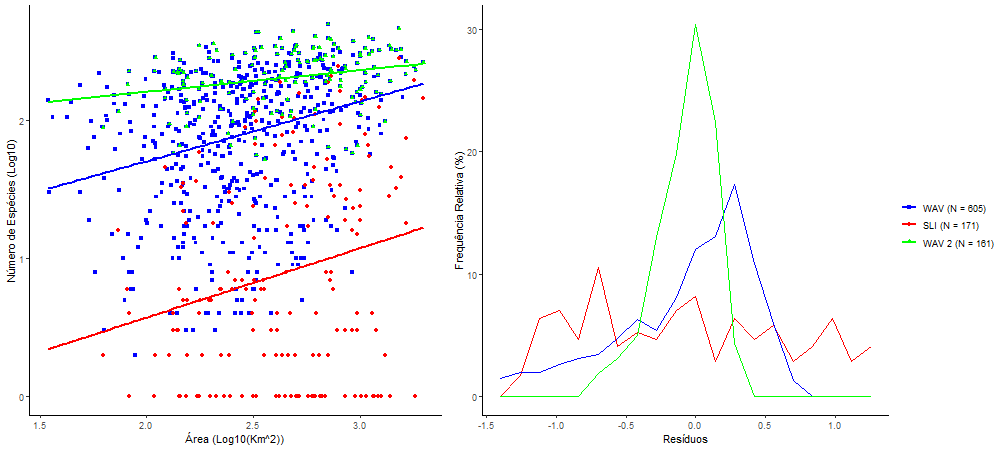 Número de Espécies (Log10)
2
1
0
1.5
2.0
2.5
3.0
Área (Log10(Km^2))
Frequência Relativa (%)
30
20
10
0
-1.5
-1.0
-0.5
0.0
0.5
1.0
Resíduos
WAV (N = 605)
SLI (N = 171)
WAV 2 (N = 161)